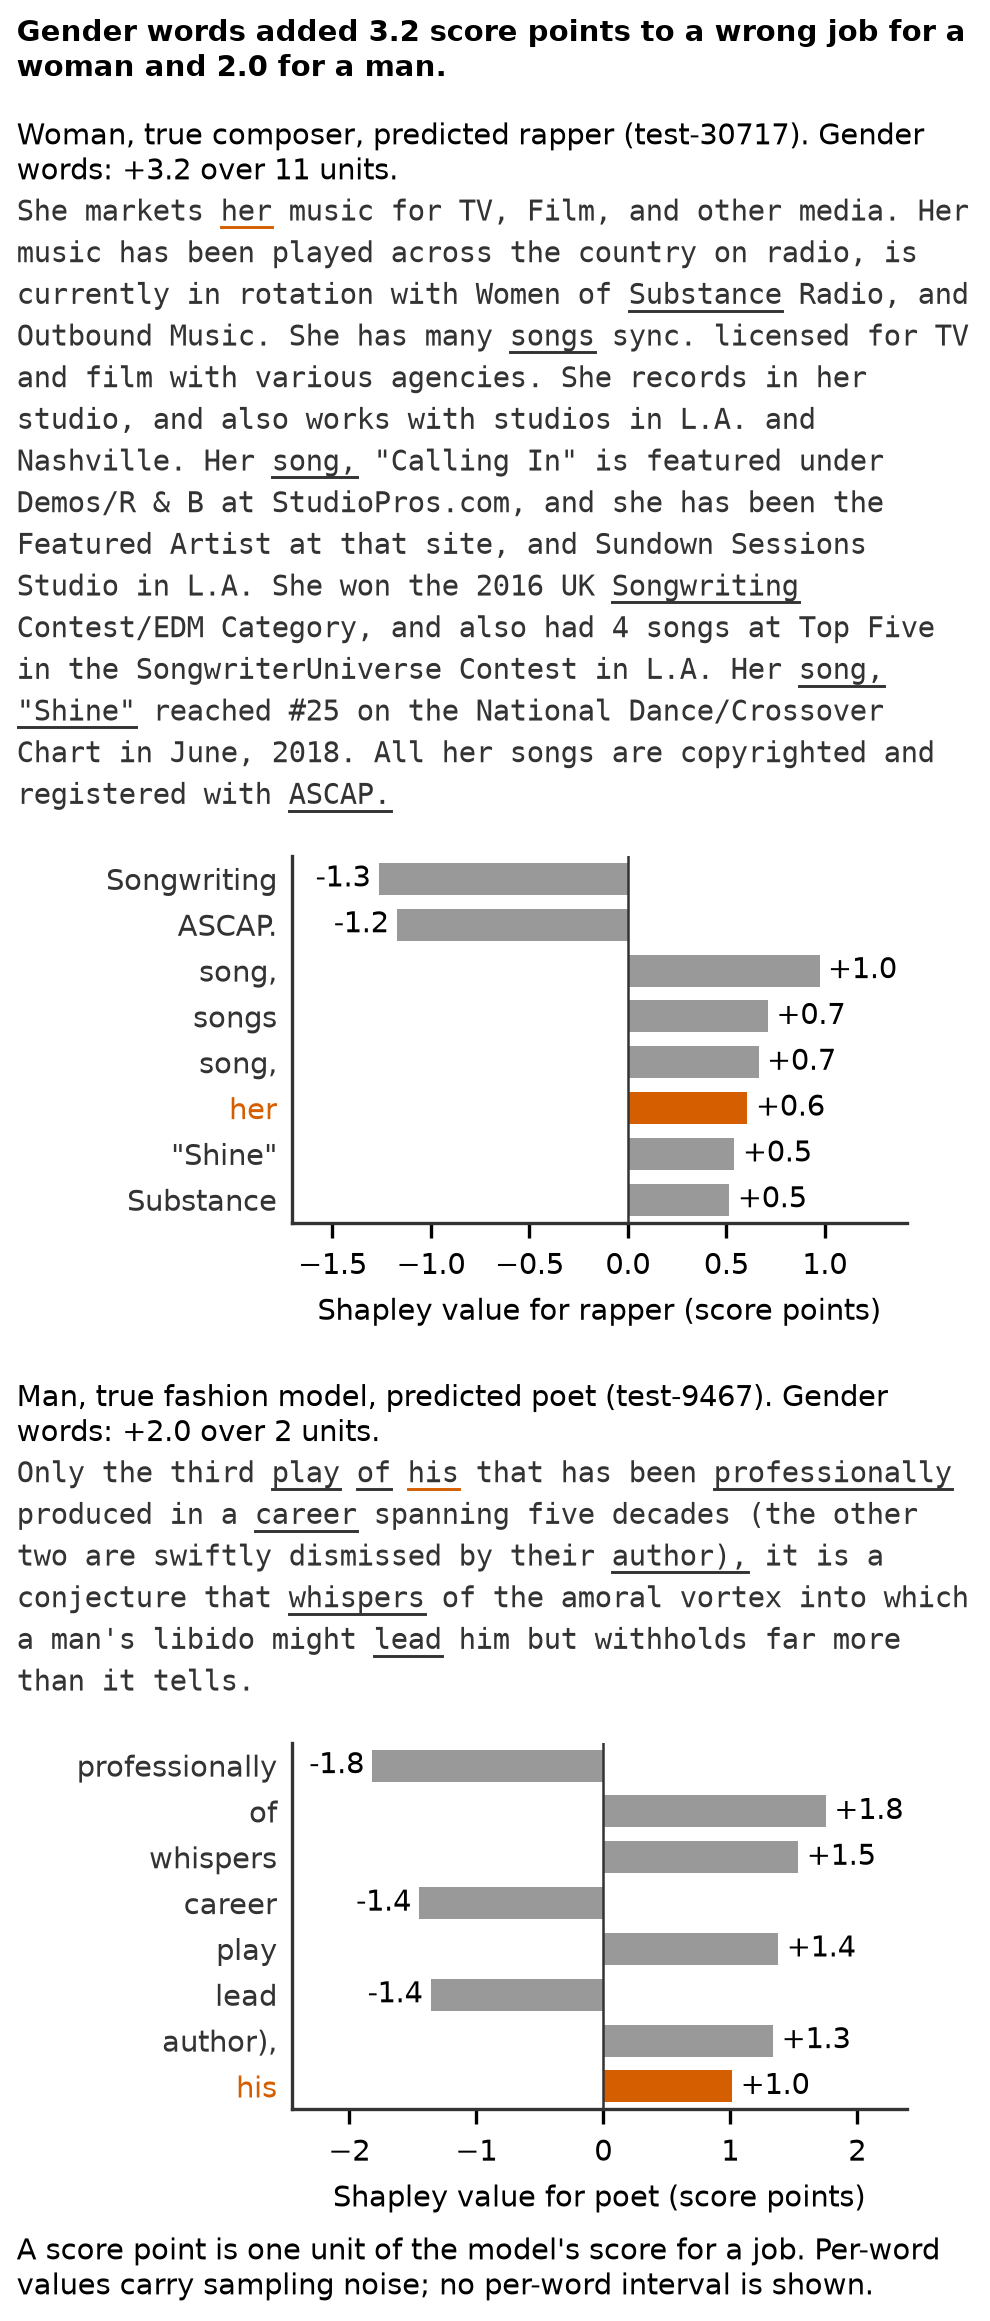 Gender words added 3.2 score points to a wrong job for a
woman and 2.0 for a man.
Woman, true composer, predicted rapper (test-30717). Gender
words: +3.2 over 11 units.
She markets her music for TV, Film, and other media. Her
music has been played across the country on radio, is
currently in rotation with Women of Substance Radio, and
Outbound Music. She has many songs sync. licensed for TV
and film with various agencies. She records in her
studio, and also works with studios in L.A. and
Nashville. Her song, "Calling In" is featured under
Demos/R & B at StudioPros.com, and she has been the
Featured Artist at that site, and Sundown Sessions
Studio in L.A. She won the 2016 UK Songwriting
Contest/EDM Category, and also had 4 songs at Top Five
in the SongwriterUniverse Contest in L.A. Her song,
"Shine" reached #25 on the National Dance/Crossover
Chart in June, 2018. All her songs are copyrighted and
registered with ASCAP.
Songwriting -1.3
ASCAP. -1.2
song, +1.0
songs +0.7
song, +0.7
her +0.6
"Shine" +0.5
Substance +0.5
−1.5 −1.0 −0.5 0.0 0.5 1.0
Shapley value for rapper (score points)
Man, true fashion model, predicted poet (test-9467). Gender
words: +2.0 over 2 units.
Only the third play of his that has been professionally
produced in a career spanning five decades (the other
two are swiftly dismissed by their author), it is a
conjecture that whispers of the amoral vortex into which
a man's libido might lead him but withholds far more
than it tells.
professionally -1.8
of +1.8
whispers +1.5
career -1.4
play +1.4
lead -1.4
author), +1.3
his +1.0
−2 −1 0 1 2
Shapley value for poet (score points)
A score point is one unit of the model's score for a job. Per-word
values carry sampling noise; no per-word interval is shown.